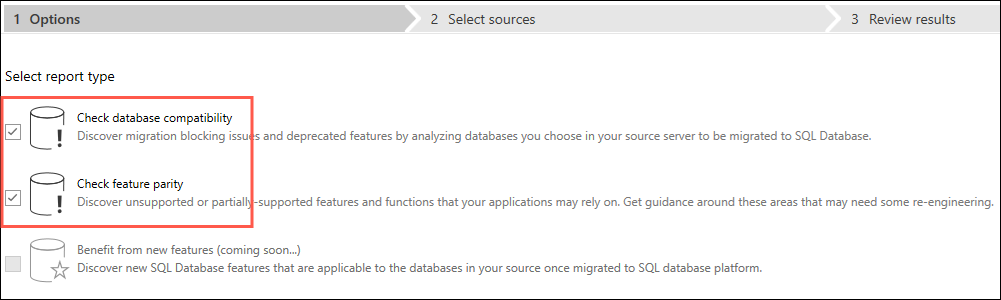 1 Options
2 Select sources
3 Review results
Select report type
Check database compatibility
Discover migration blocking issues and deprecated features by analyzing databases you choose in your source server to be migrated to SQL Database.
Check feature parity
Discover unsupported or partially-supported features and functions that your applications may rely on. Get guidance around these areas that may need some re-engineering.
Benefit from new features (coming soon...)
Discover new SQL Database features that are applicable to the databases in your source once migrated to SQL database platform.